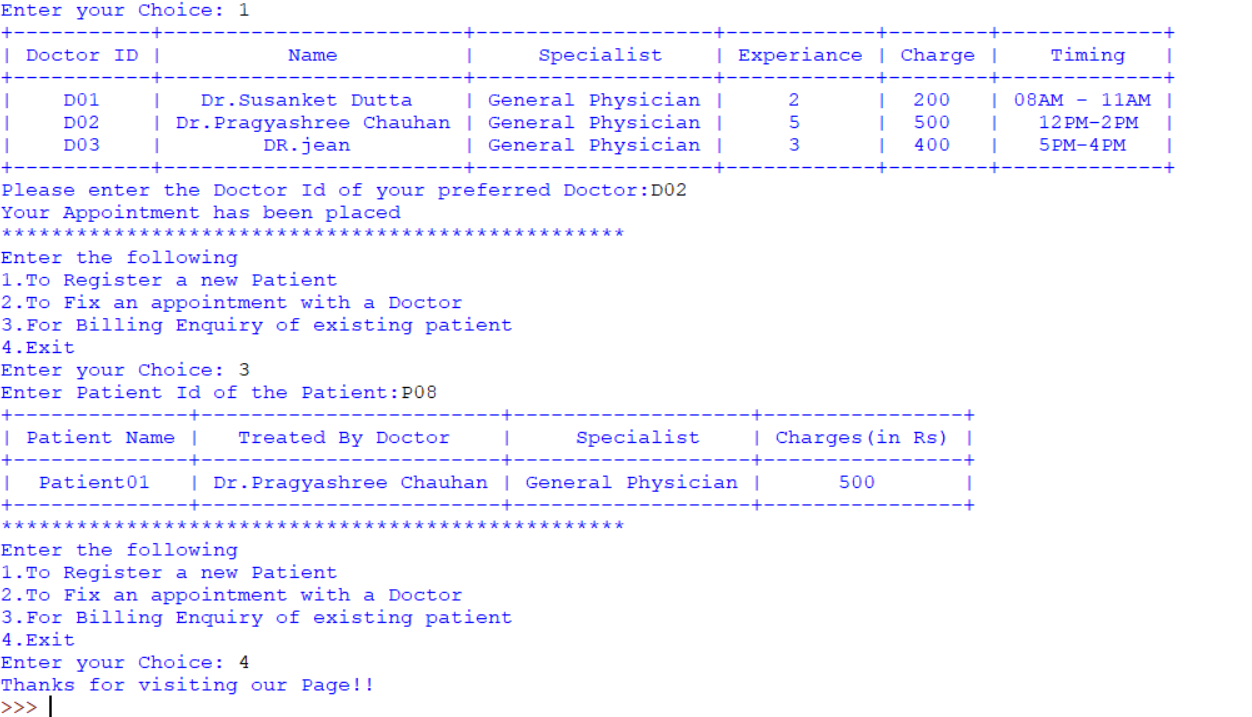 Enter your Choice: 1
+-----------+------------------------+-------------------+------------+--------+-------------+
| Doctor ID |          Name          |     Specialist    | Experiance | Charge |    Timing   |
+-----------+------------------------+-------------------+------------+--------+-------------+
|    D01    |   Dr.Susanket Dutta    | General Physician |     2      |  200   | 08AM - 11AM |
|    D02    | Dr.Pragyashree Chauhan | General Physician |     5      |  500   |   12PM-2PM  |
|    D03    |        DR.jean         | General Physician |     3      |  400   |   5PM-4PM   |
+-----------+------------------------+-------------------+------------+--------+-------------+
Please enter the Doctor Id of your preferred Doctor:D02
Your Appointment has been placed
**************************************************
Enter the following
1.To Register a new Patient
2.To Fix an appointment with a Doctor
3.For Billing Enquiry of existing patient
4.Exit
Enter your Choice: 3
Enter Patient Id of the Patient:P08
+--------------+------------------------+-------------------+----------------+
| Patient Name |   Treated By Doctor    |     Specialist    | Charges(in Rs) |
+--------------+------------------------+-------------------+----------------+
|  Patient01   | Dr.Pragyashree Chauhan | General Physician |      500       |
+--------------+------------------------+-------------------+----------------+
**************************************************
Enter the following
1.To Register a new Patient
2.To Fix an appointment with a Doctor
3.For Billing Enquiry of existing patient
4.Exit
Enter your Choice: 4
Thanks for visiting our Page!!
>>>